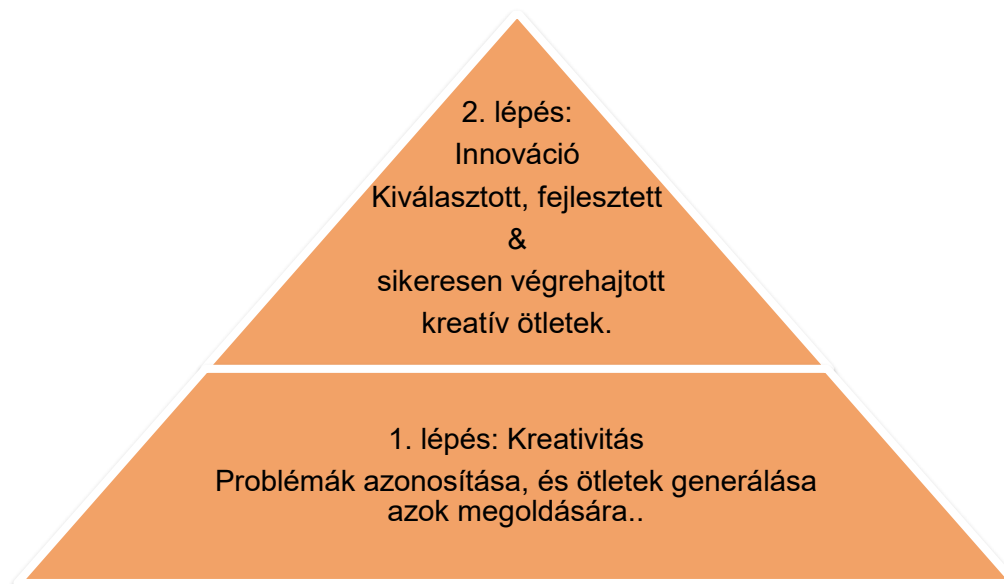 2. lépés:
Innováció
Kiválasztott, fejlesztett
&
sikeresen végrehajtott
kreatív ötletek.
1. lépés: Kreativitás
Problémák azonosítása, és ötletek generálása
azok megoldására..